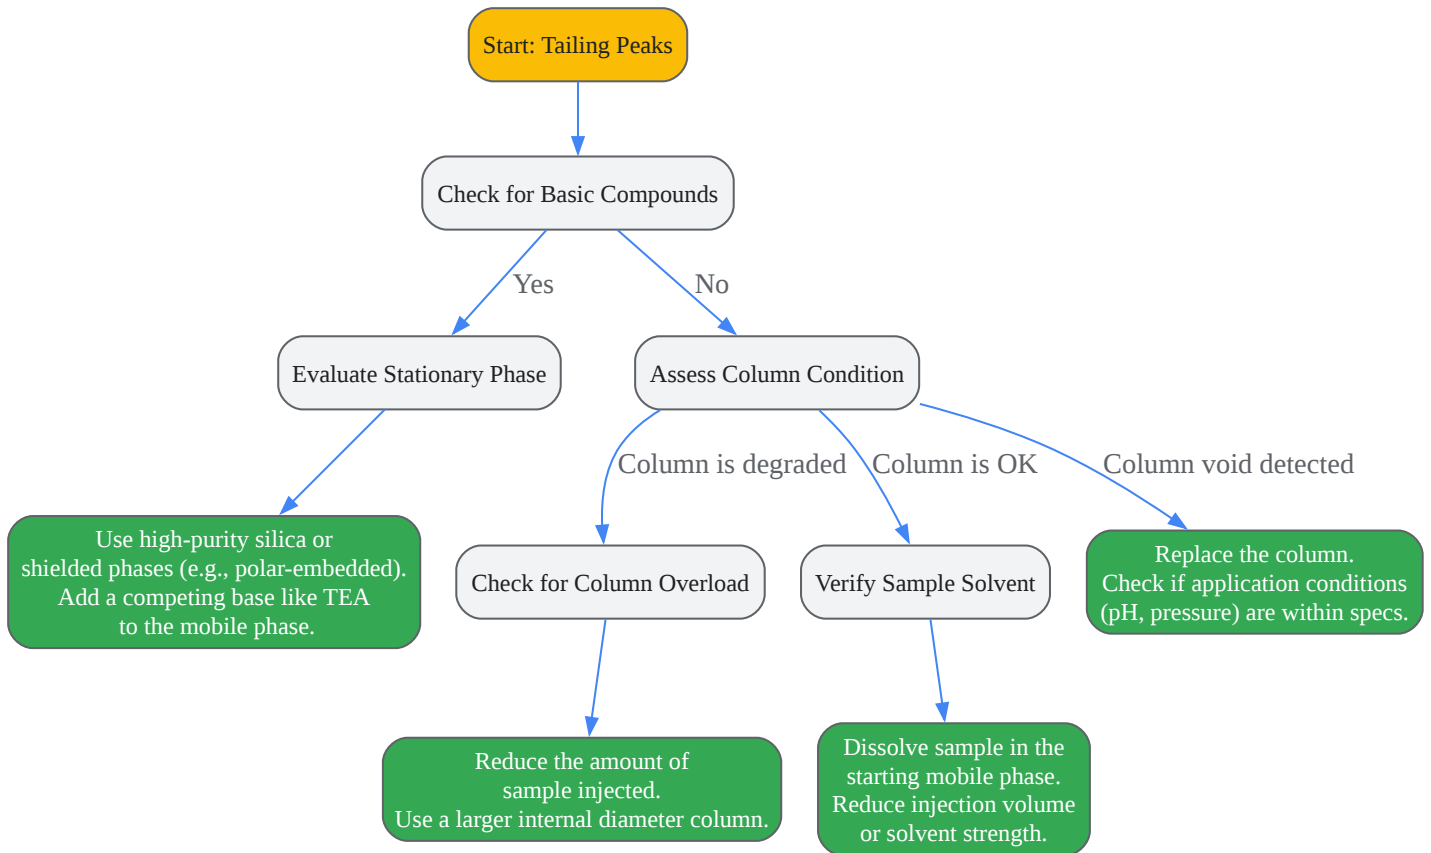 Start: Tailing Peaks
Check for Basic Compounds
Yes
No
Evaluate Stationary Phase
Assess Column Condition
Column is degraded
Column is OK
Column void detected
Use high-purity silica or
shielded phases (e.g., polar-embedded).
Add a competing base like TEA
to the mobile phase.
Check for Column Overload
Verify Sample Solvent
Replace the column.
Check if application conditions
(pH, pressure) are within specs.
Reduce the amount of
sample injected.
Use a larger internal diameter column.
Dissolve sample in the
starting mobile phase.
Reduce injection volume
or solvent strength.